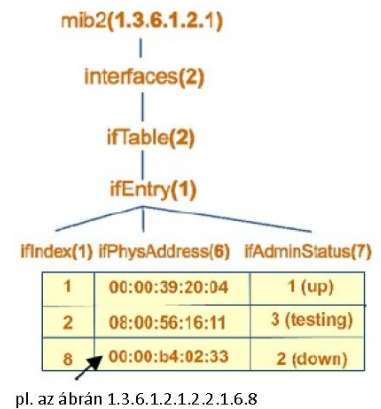 mib2(1.3.6.1.2.1)
interfaces(2)
ifTable(2)
ifEntry(1)
ifIndex(1) ifPhysAddress(6) ifAdminStatus(7)
1 00:00:39:20:04 1 (up)
2 08:00:56:16:11 3 (testing)
8 00:00:b4:02:33 2 (down)
pl. az ábrán 1.3.6.1.2.1.2.2.1.6.8